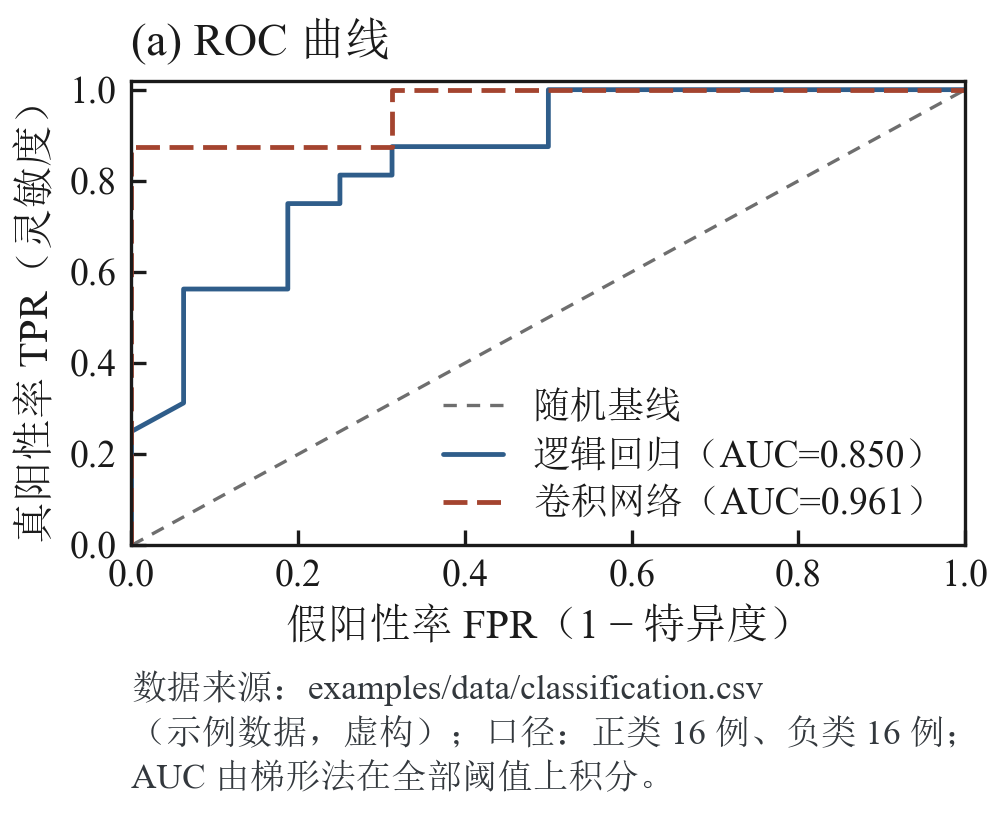 (a) ROC 曲线
真阳性率 TPR（灵敏度）
1.0
0.8
0.6
0.4
0.2
0.0
随机基线
逻辑回归（AUC=0.850）
卷积网络（AUC=0.961）
0.0 0.2 0.4 0.6 0.8 1.0
假阳性率 FPR（1 − 特异度）
数据来源：examples/data/classification.csv
（示例数据，虚构）；口径：正类 16 例、负类 16 例；
AUC 由梯形法在全部阈值上积分。